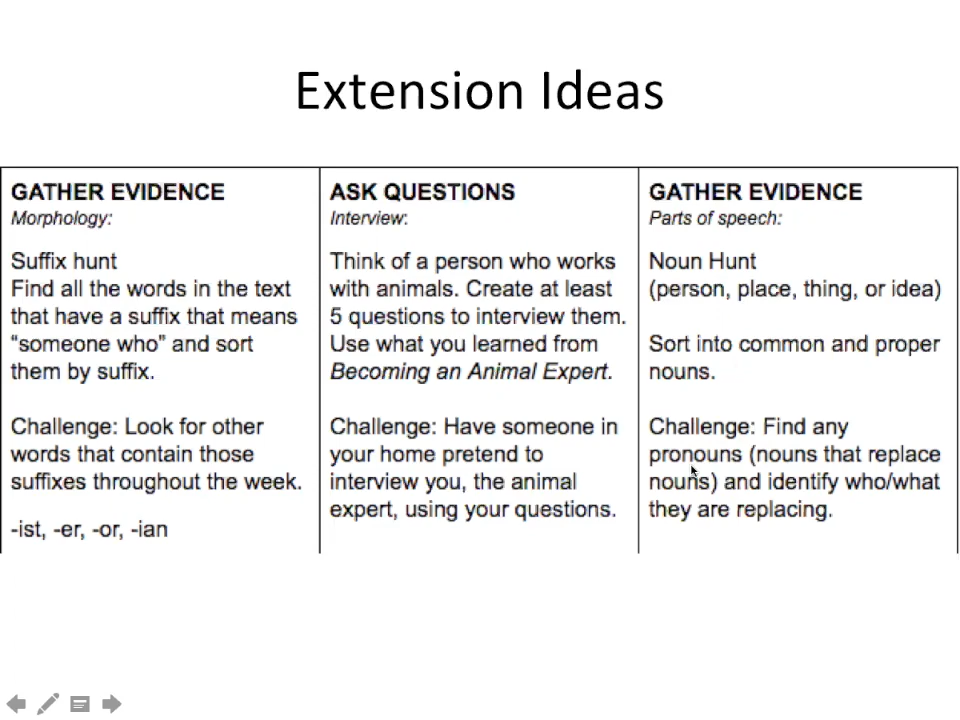 Extension Ideas
GATHER EVIDENCE
Morphology:
Suffix hunt
Find all the words in the text
that have a suffix that means
“someone who” and sort
them by suffix.
Challenge: Look for other
words that contain those
suffixes throughout the week.
-ist, -er, -or, -ian
ASK QUESTIONS
Interview:
Think of a person who works
with animals. Create at least
5 questions to interview them.
Use what you learned from
Becoming an Animal Expert.
Challenge: Have someone in
your home pretend to
interview you, the animal
expert, using your questions.
GATHER EVIDENCE
Parts of speech:
Noun Hunt
(person, place, thing, or idea)
Sort into common and proper
nouns.
Challenge: Find any
pronouns (nouns that replace
nouns) and identify who/what
they are replacing.